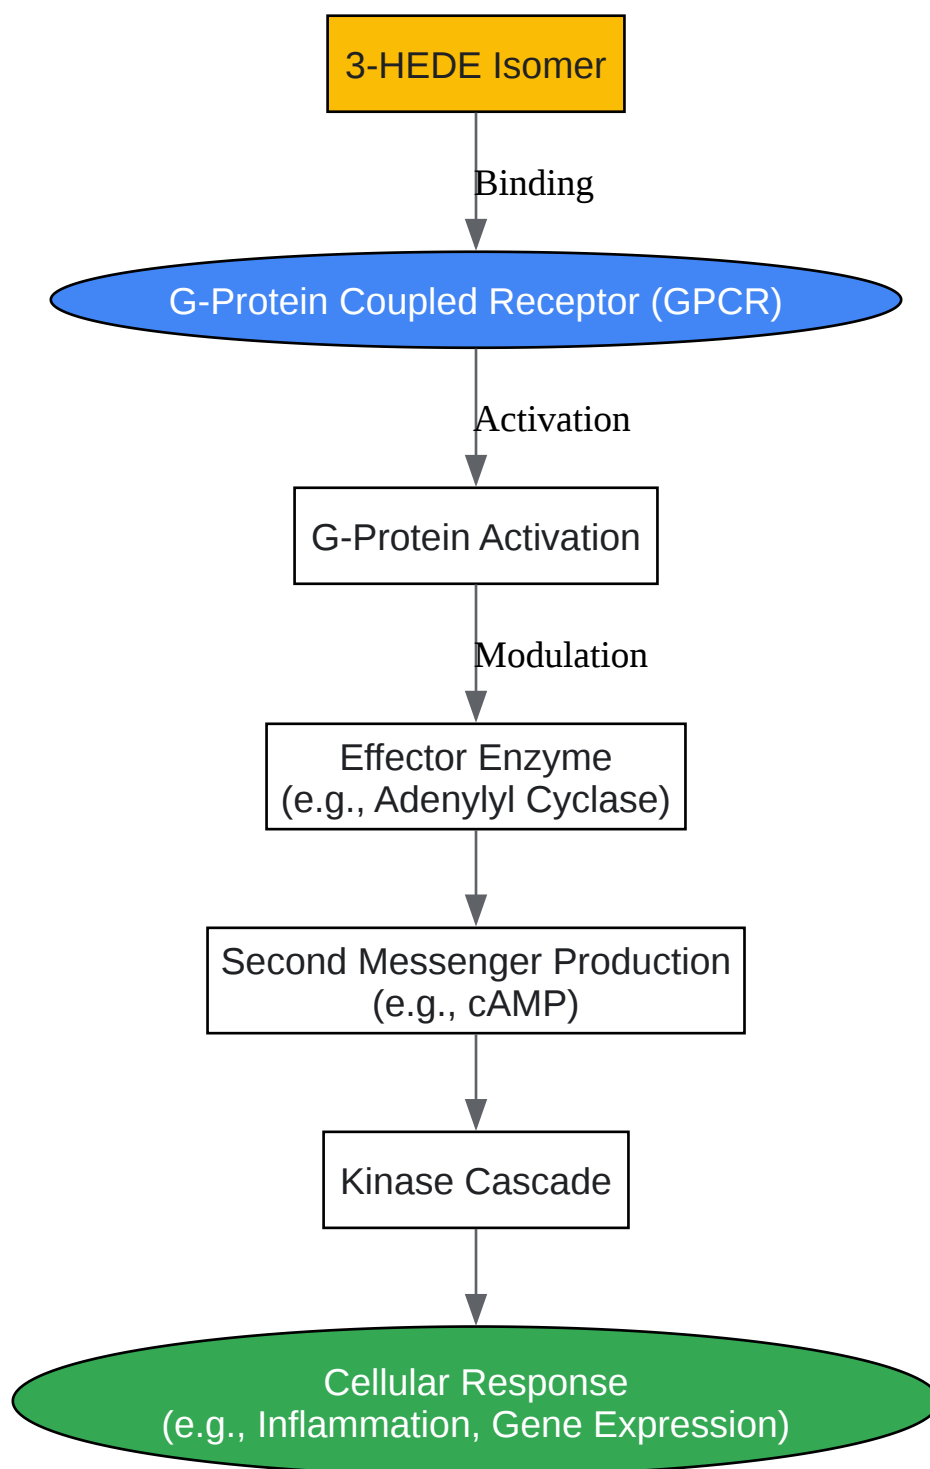 3-HEDE Isomer
Binding
G-Protein Coupled Receptor (GPCR)
Activation
G-Protein Activation
Modulation
Effector Enzyme
(e.g., Adenylyl Cyclase)
Second Messenger Production
(e.g., cAMP)
Kinase Cascade
Cellular Response
(e.g., Inflammation, Gene Expression)